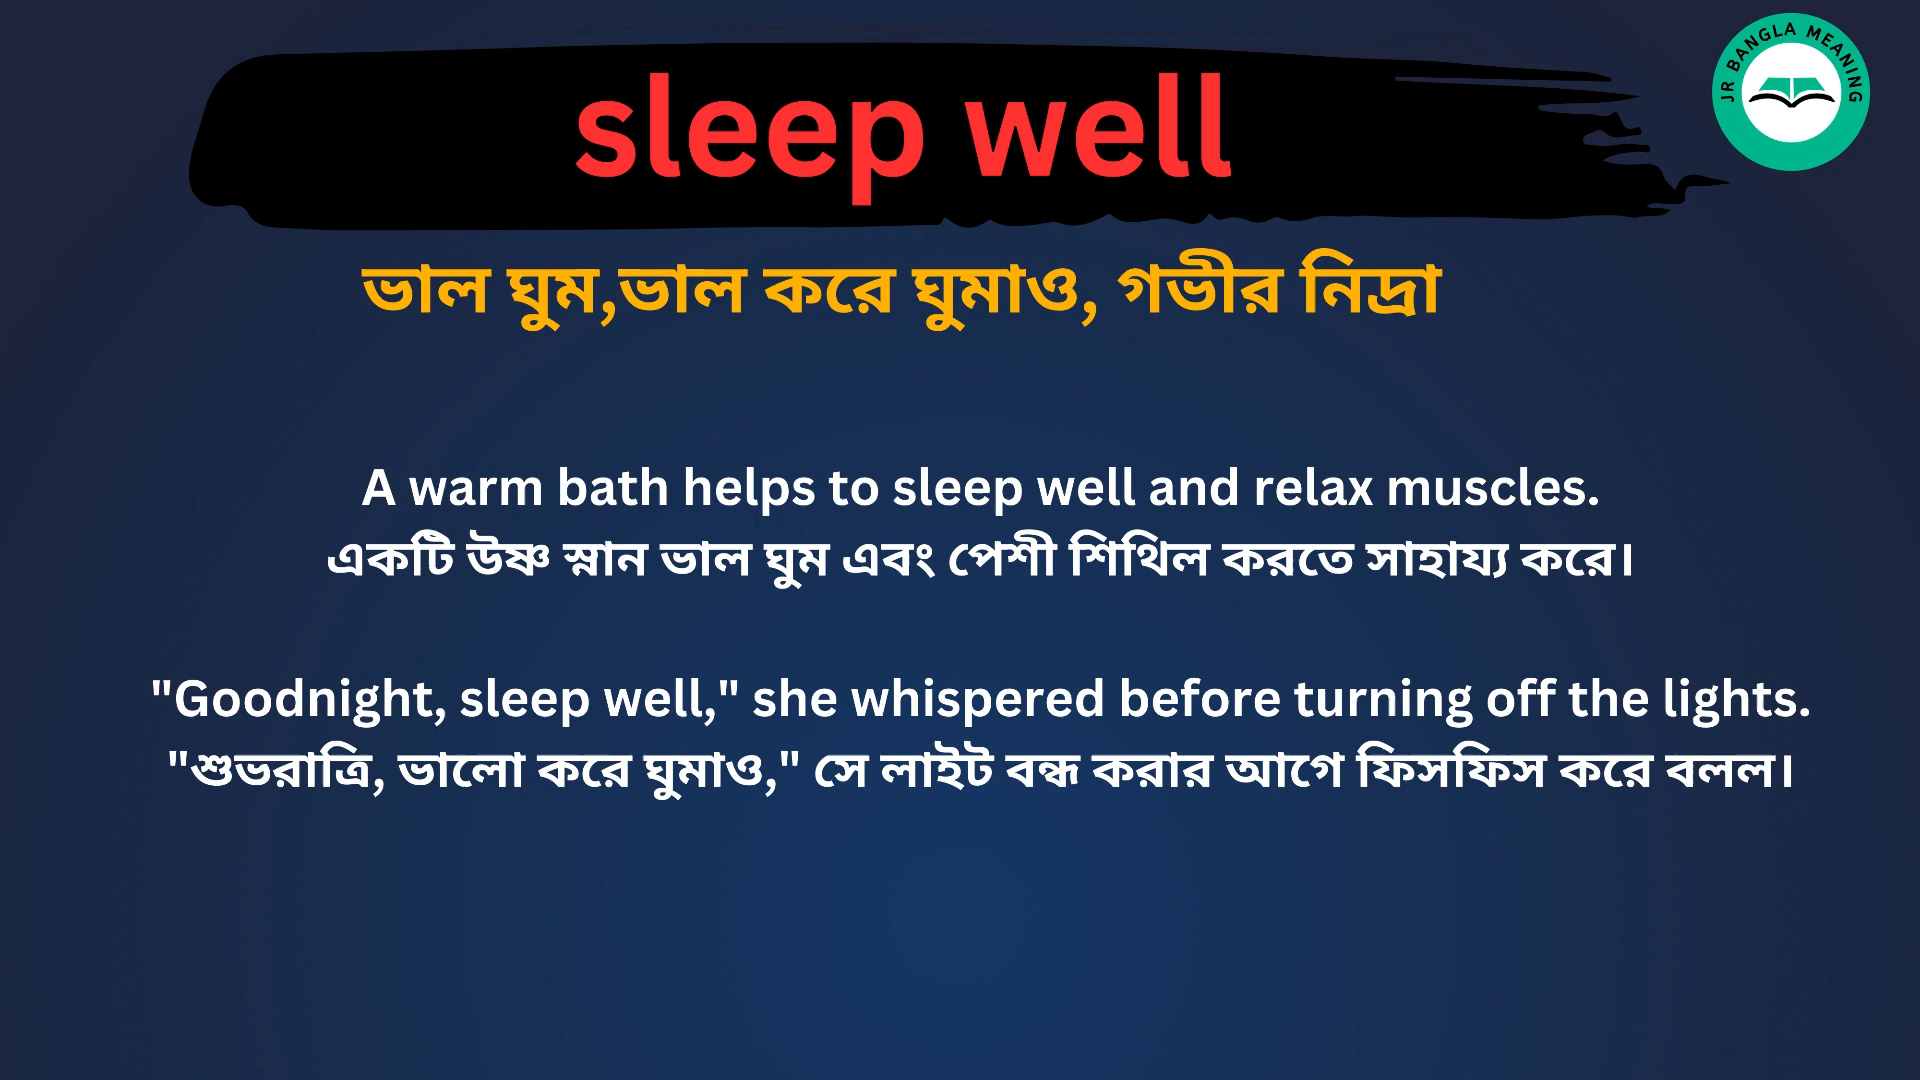 sleep well
JR BANGLA MEANING
ভাল ঘুম,ভাল করে ঘুমাও, গভীর নিদ্রা
A warm bath helps to sleep well and relax muscles.
একটি উষ্ণ স্নান ভাল ঘুম এবং পেশী শিথিল করতে সাহায্য করে।
"Goodnight, sleep well," she whispered before turning off the lights.
"শুভরাত্রি, ভালো করে ঘুমাও," সে লাইট বন্ধ করার আগে ফিসফিস করে বলল।